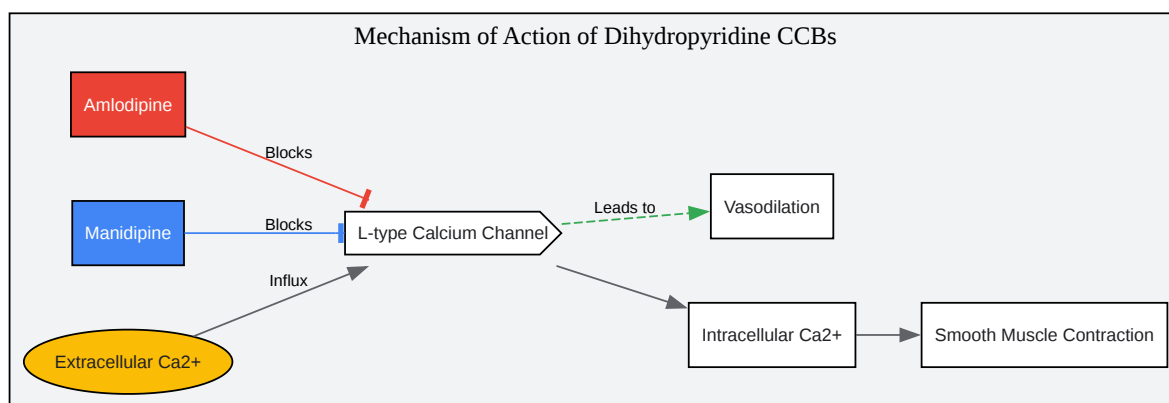 Mechanism of Action of Dihydropyridine CCBs
Amlodipine
Blocks
Manidipine
Blocks
L-type Calcium Channel
Leads to
Vasodilation
Influx
Extracellular Ca2+
Intracellular Ca2+
Smooth Muscle Contraction